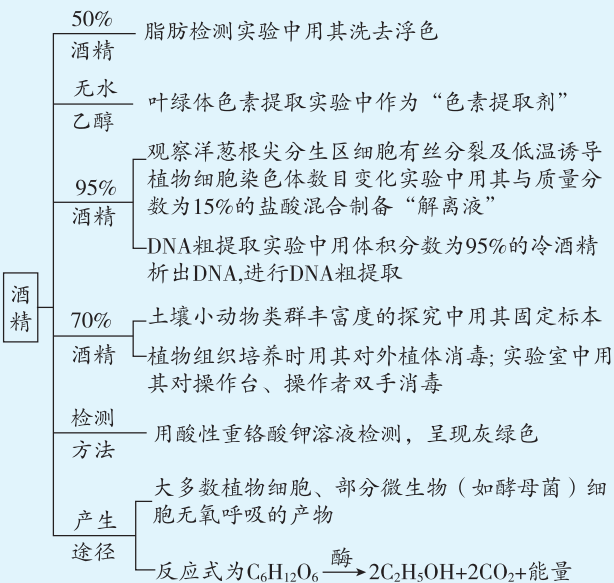 酒精
50%
酒精
脂肪检测实验中用其洗去浮色
无水
乙醇
叶绿体色素提取实验中作为“色素提取剂”
95%
酒精
观察洋葱根尖分生区细胞有丝分裂及低温诱导
植物细胞染色体数目变化实验中用其与质量分
数为15%的盐酸混合制备“解离液”
DNA粗提取实验中用体积分数为95%的冷酒精
析出DNA,进行DNA粗提取
70%
酒精
土壤小动物类群丰富度的探究中用其固定标本
植物组织培养时用其对外植体消毒; 实验室中用
其对操作台、操作者双手消毒
检测
方法
用酸性重铬酸钾溶液检测，呈现灰绿色
产生
途径
大多数植物细胞、部分微生物（如酵母菌）细
胞无氧呼吸的产物
反应式为C₆H₁₂O₆ —酶→ 2C₂H₅OH+2CO₂+能量